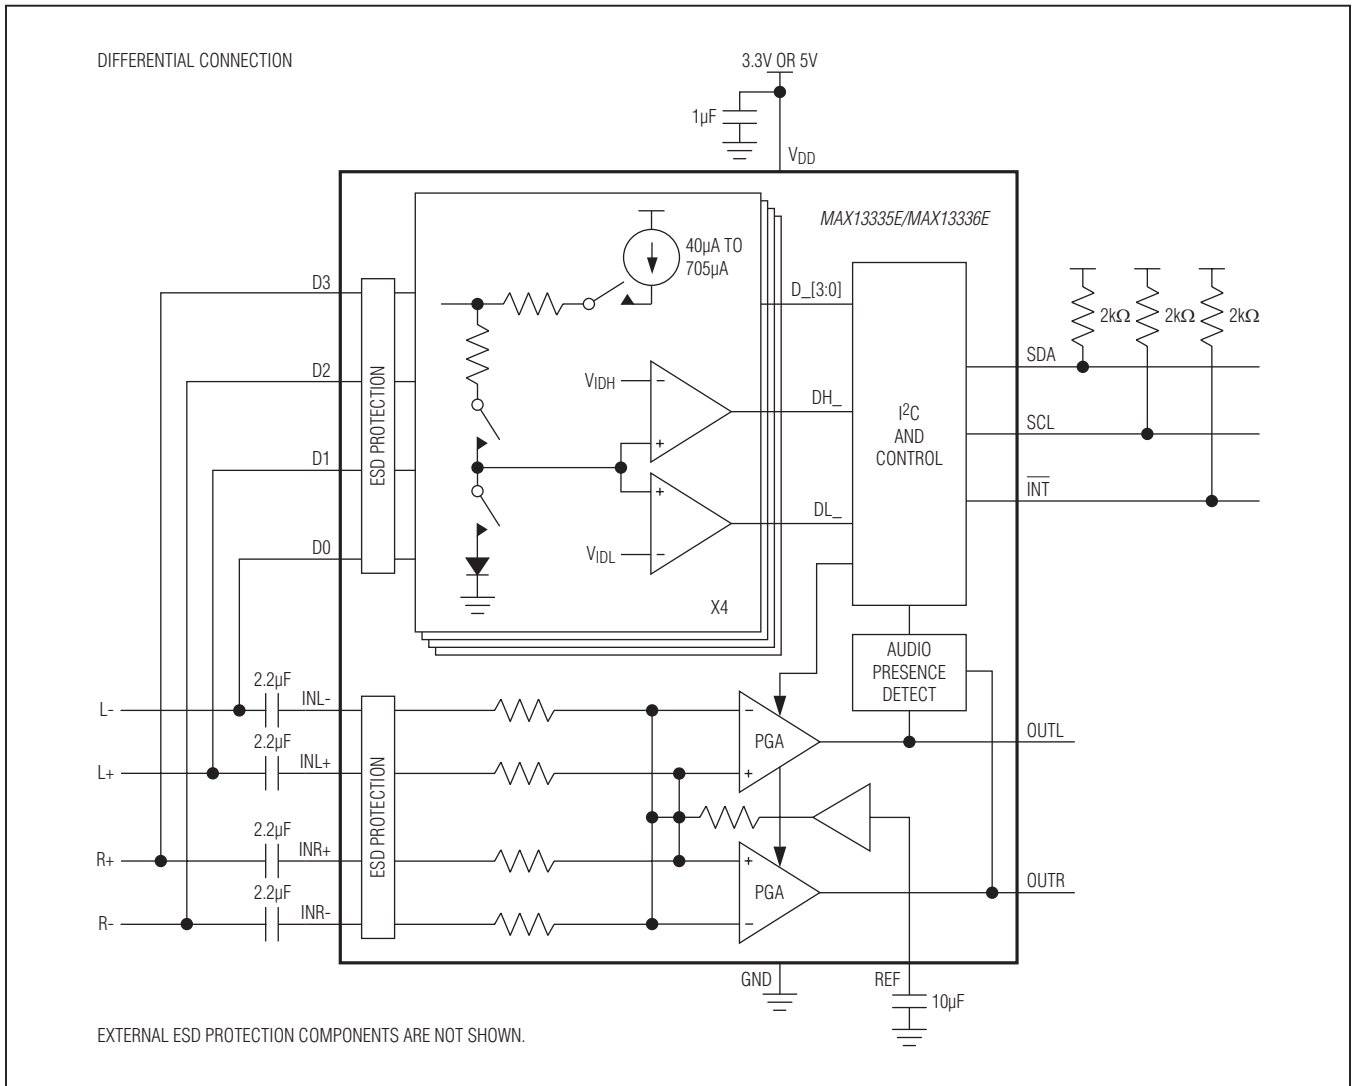 DIFFERENTIAL CONNECTION
3.3V OR 5V
1µF
VDD
MAX13335E/MAX13336E
40µA TO
705µA
D3
D2
D1
D0
ESD PROTECTION
VIDH
−
+
+
VIDL
−
X4
D_[3:0]
DH_
DL_
I²C
AND
CONTROL
2kΩ
2kΩ
2kΩ
SDA
SCL
INT
AUDIO
PRESENCE
DETECT
L-
2.2µF
INL-
L+
2.2µF
INL+
R+
2.2µF
INR+
R-
2.2µF
INR-
ESD PROTECTION
−
PGA
+
+
PGA
−
OUTL
OUTR
GND
REF
10µF
EXTERNAL ESD PROTECTION COMPONENTS ARE NOT SHOWN.